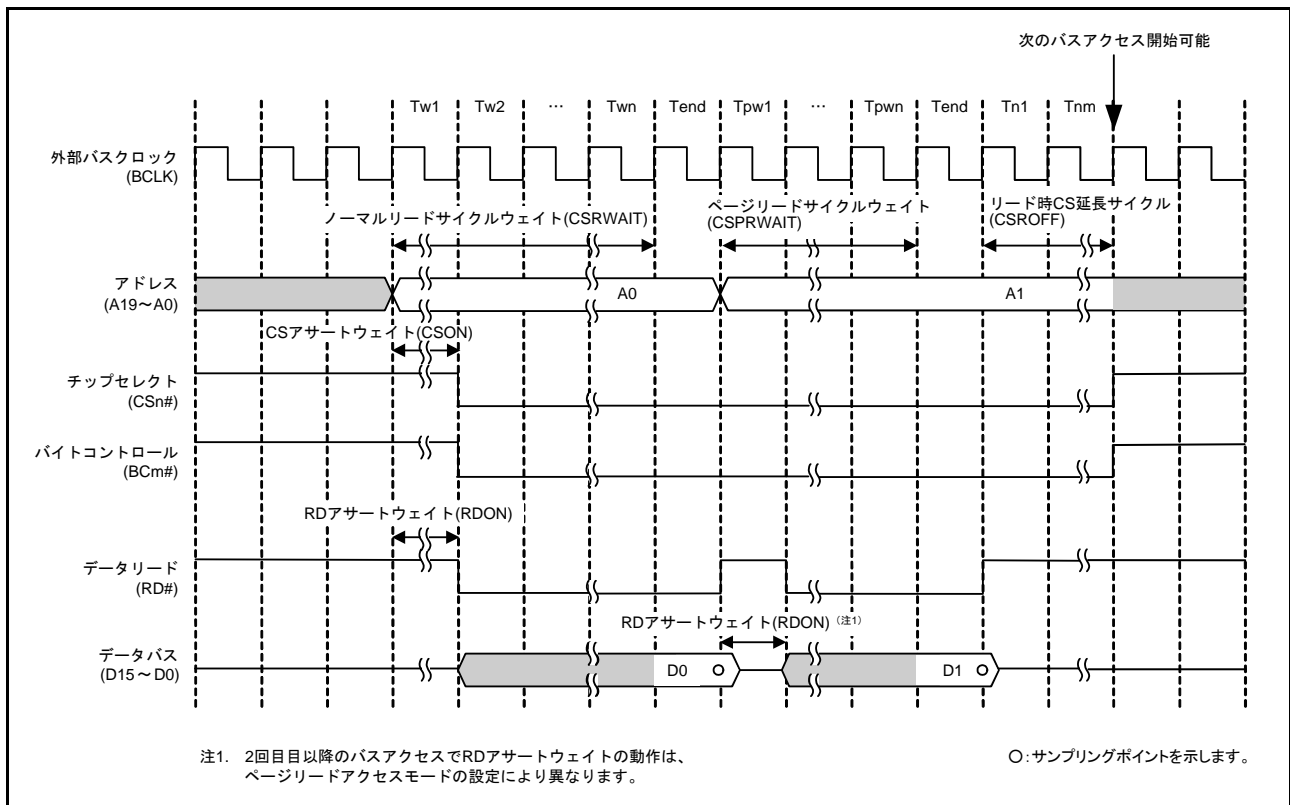 次のバスアクセス開始可能
Tw1 Tw2 … Twn Tend Tpw1 … Tpwn Tend Tn1 Tnm
外部バスクロック
(BCLK)
ノーマルリードサイクルウェイト(CSRWAIT)
ページリードサイクルウェイト
(CSPRWAIT)
リード時CS延長サイクル
(CSROFF)
アドレス
(A19～A0)
A0 A1
CSアサートウェイト(CSON)
チップセレクト
(CSn#)
バイトコントロール
(BCm#)
RDアサートウェイト(RDON)
データリード
(RD#)
RDアサートウェイト(RDON) (注1)
データバス
(D15～D0)
D0 D1
注1. 2回目目以降のバスアクセスでRDアサートウェイトの動作は、
ページリードアクセスモードの設定により異なります。
○:サンプリングポイントを示します。